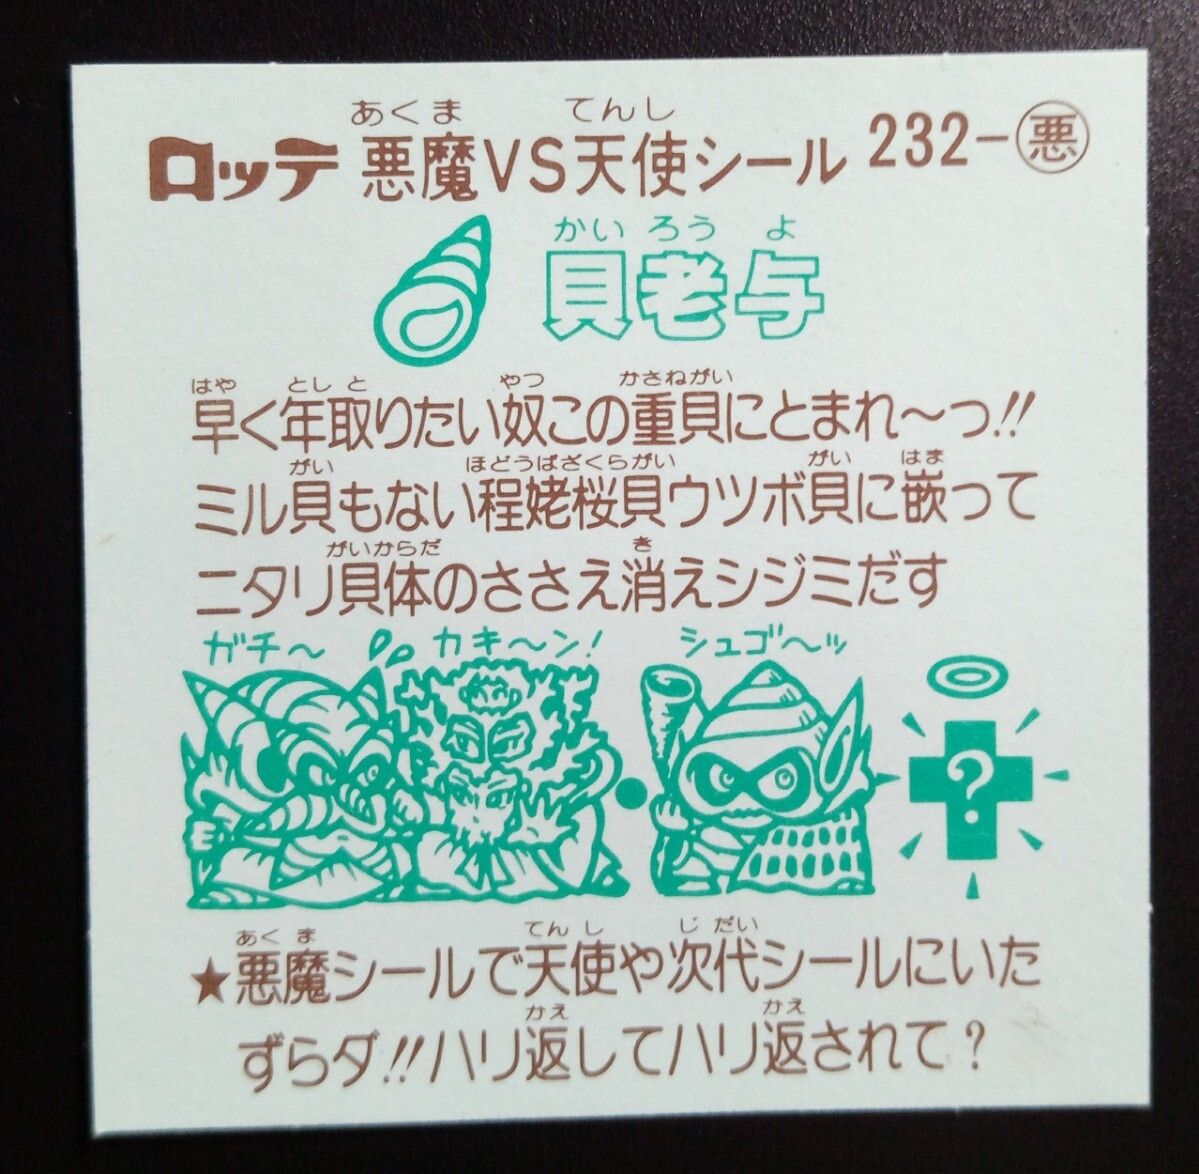 あくま てんし
ロッテ 悪魔VS天使シール 232-悪
かいろうよ
貝老与
はや とし と やつ かさねがい
早く年取りたい奴この重貝にとまれ〜っ!!
がい ほどうばざくらがい がい はま
ミル貝もない程姥桜貝ウツボ貝に嵌って
がいからだ き
ニタリ貝体のささえ消えシジミだす
ガチ〜 カキ〜ン! シュゴ〜ッ
?
あくま てんし じだい
★悪魔シールで天使や次代シールにいた
かえ かえ
ずらダ!!ハリ返してハリ返されて?